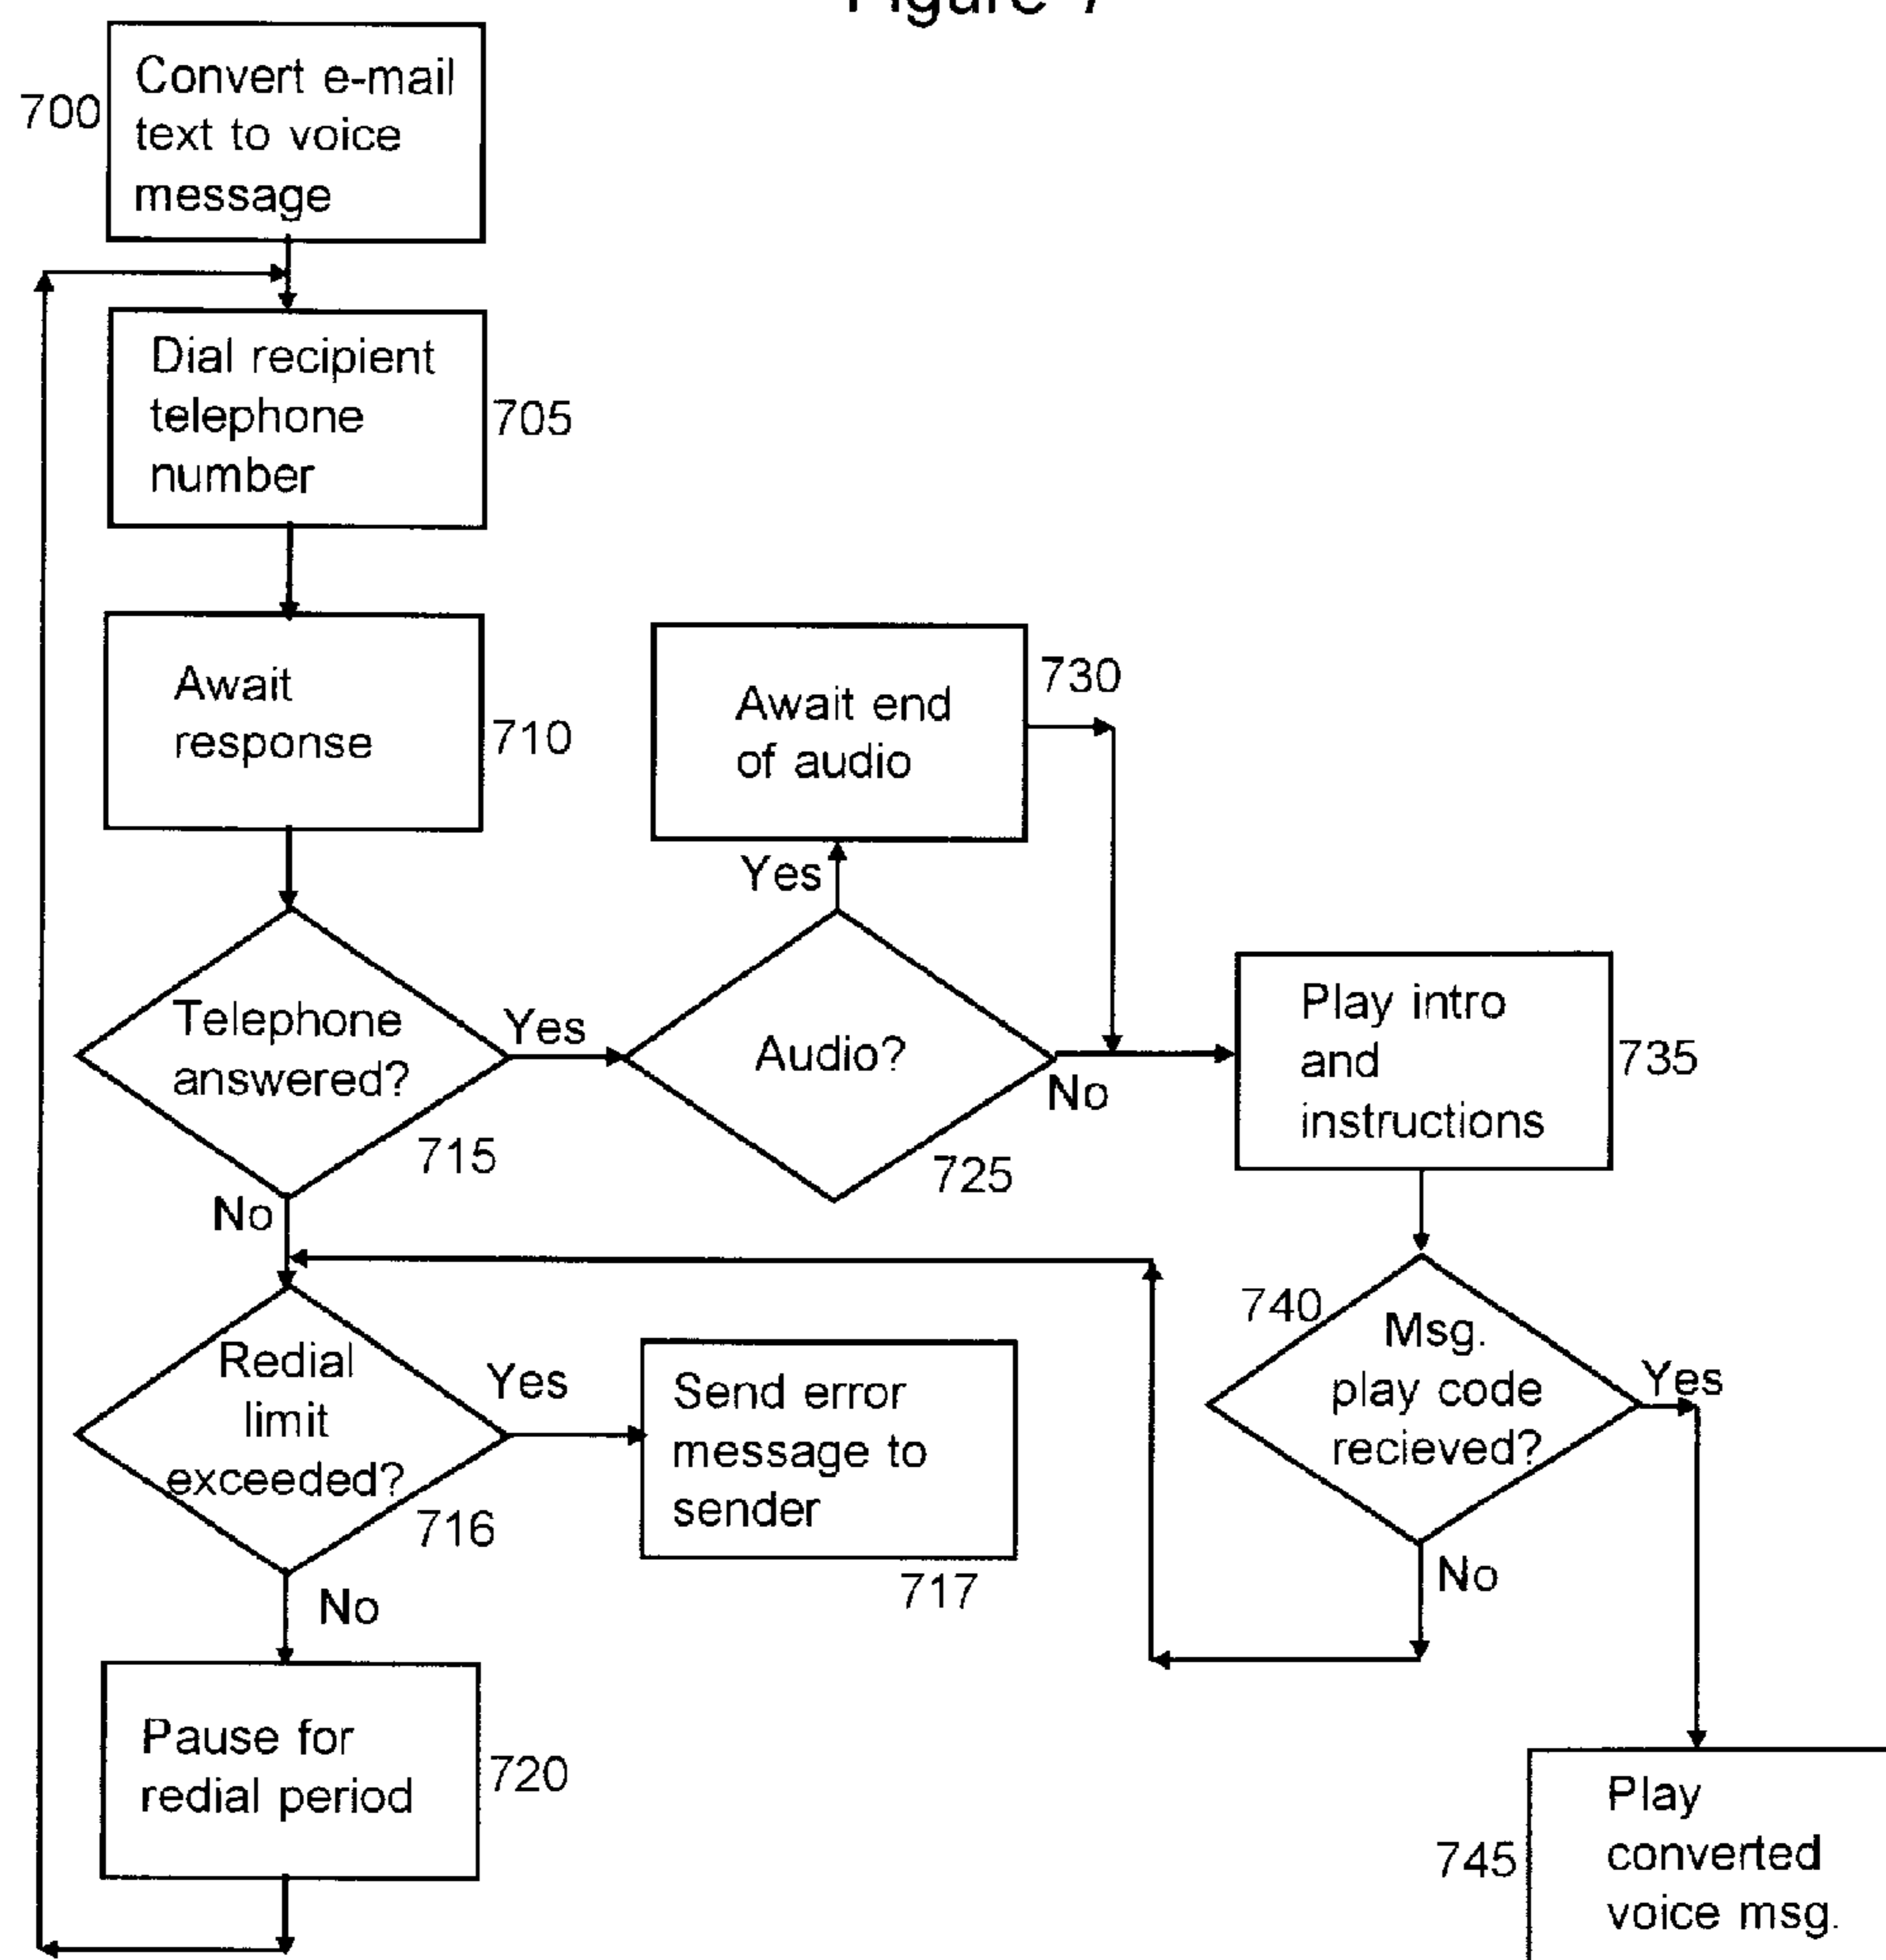 Figure 7
Convert e-mail
text to voice
message
700
Dial recipient
telephone
number
705
Await
response
710
Await end
of audio
730
Yes
Telephone
answered?
715
Yes
Audio?
725
No
Play intro
and
instructions
735
No
Redial
limit
exceeded?
716
Yes
Send error
message to
sender
717
740
Msg.
play code
recieved?
Yes
No
No
Pause for
redial period
720
Play
converted
voice msg.
745